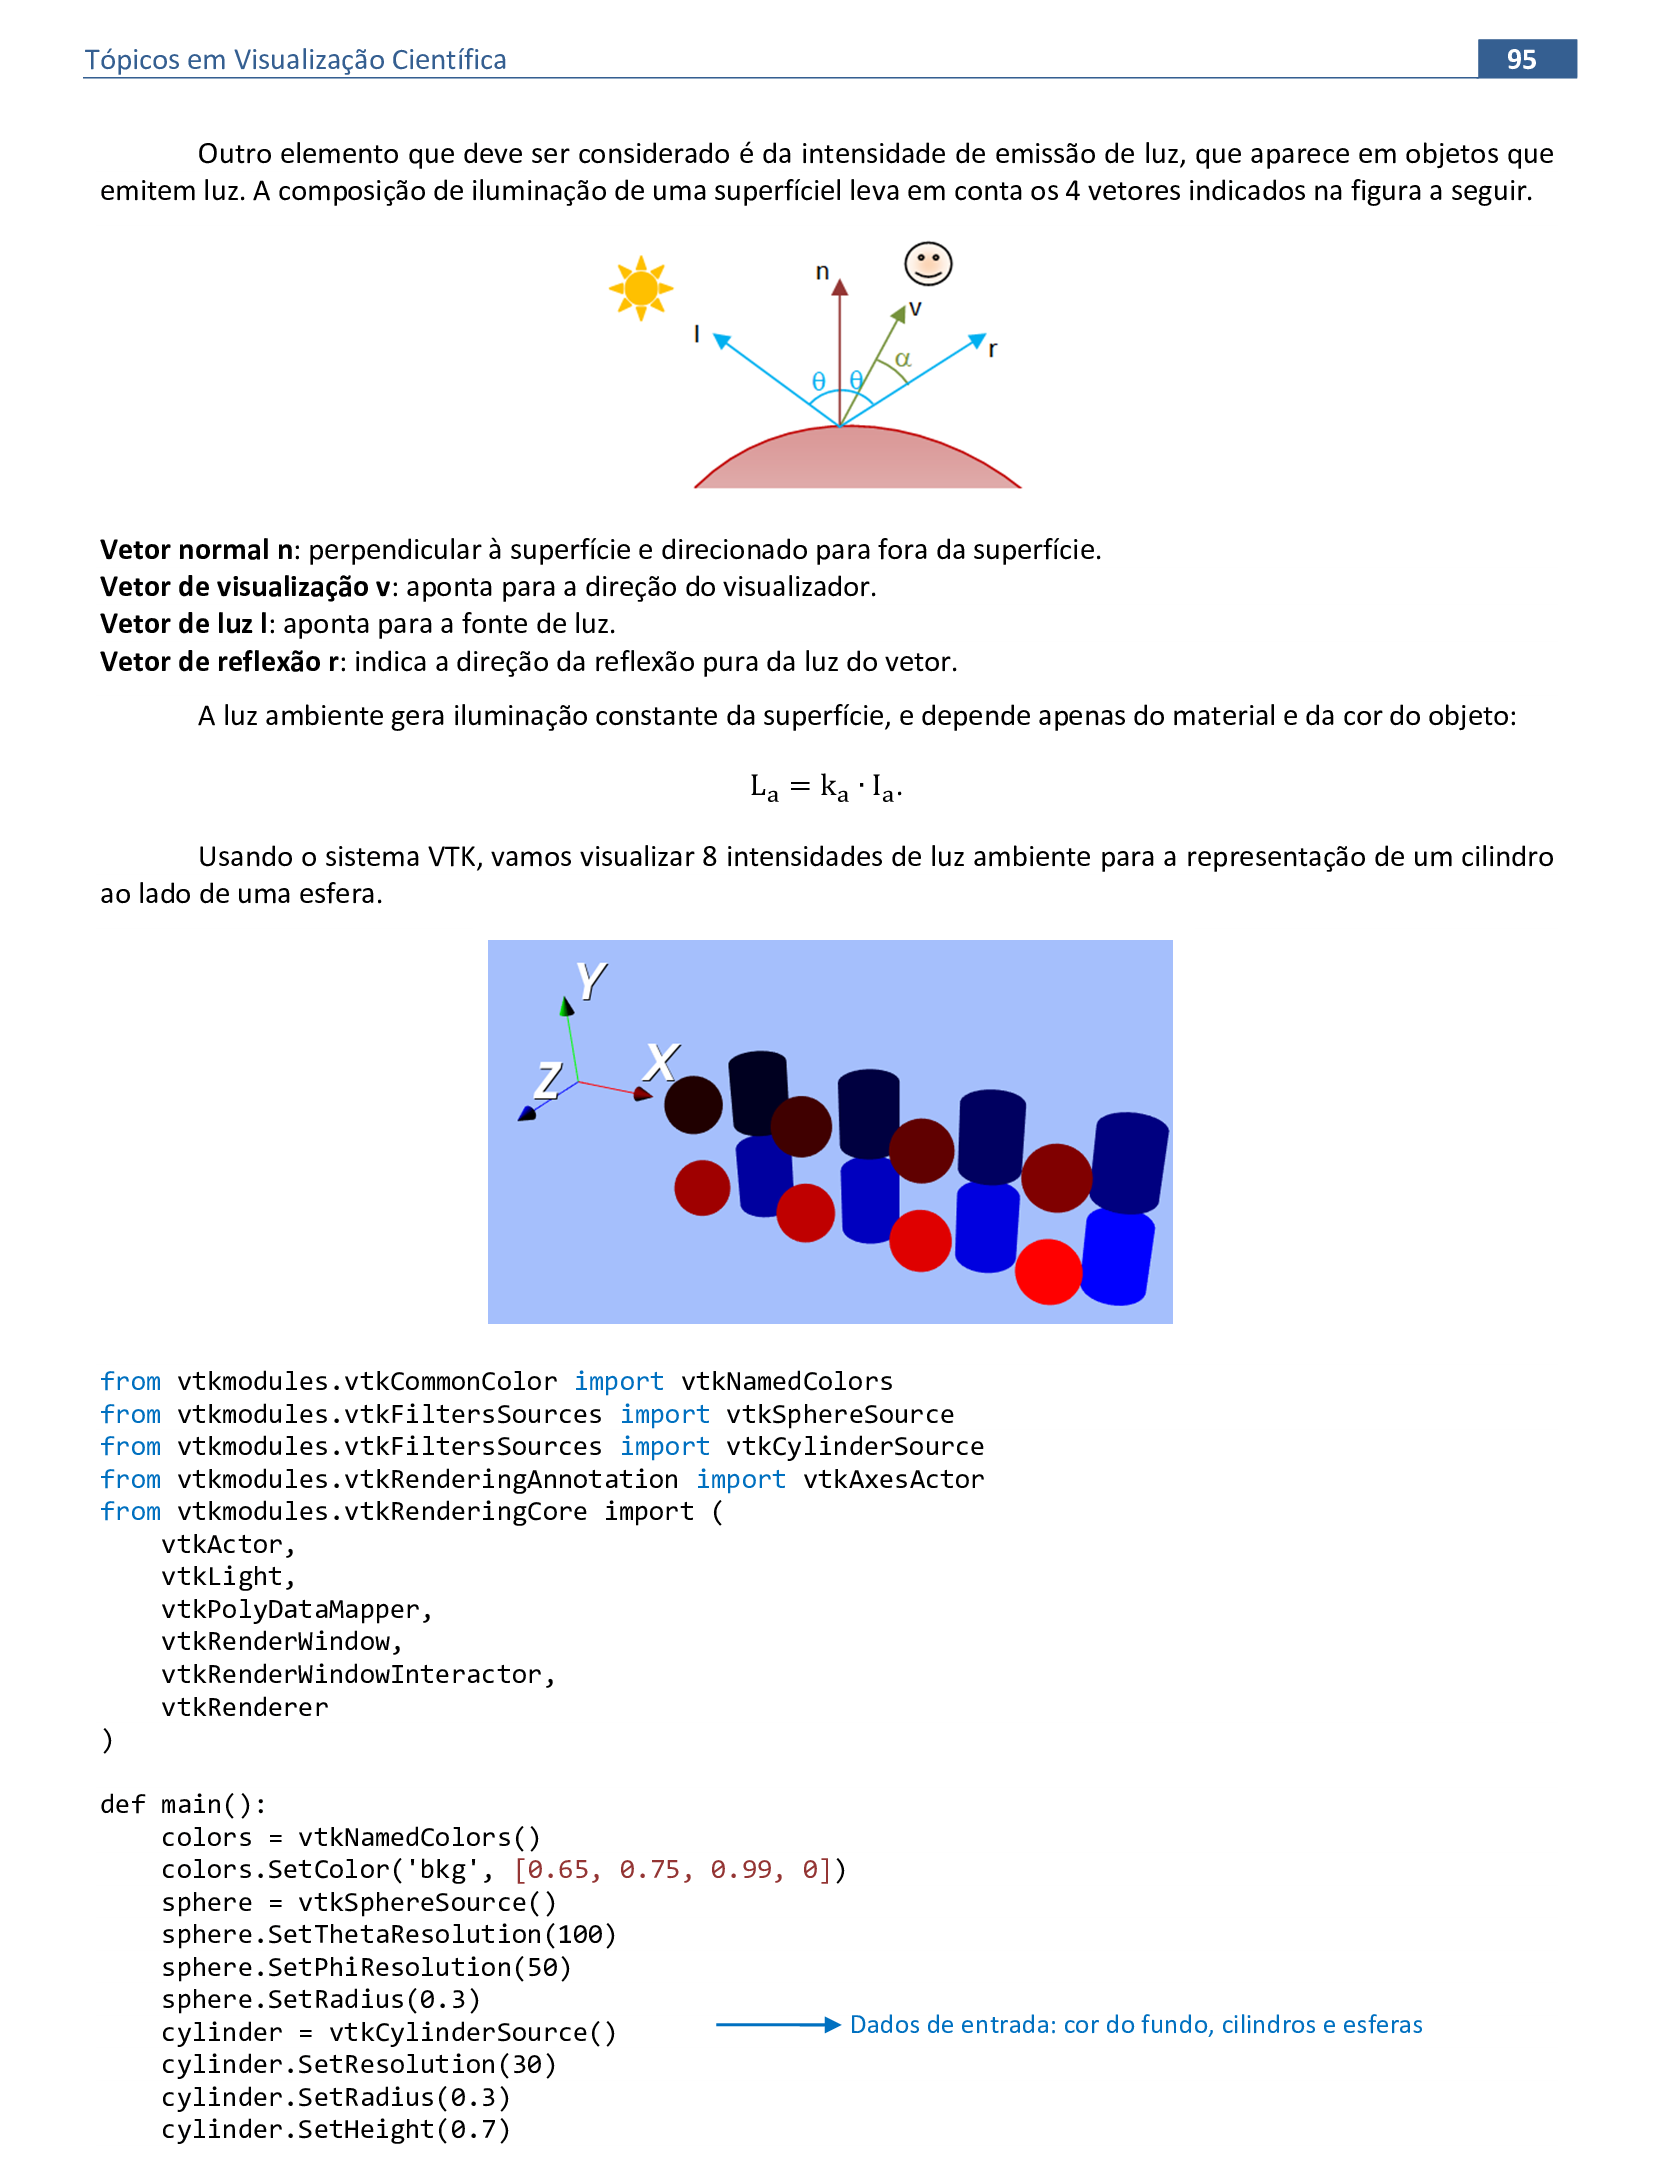 Tópicos em Visualização Científica
95
Outro elemento que deve ser considerado é da intensidade de emissão de luz, que aparece em objetos que
emitem luz. A composição de iluminação de uma superfíciel leva em conta os 4 vetores indicados na figura a seguir.
n
v
l
r
α
θ θ
Vetor normal n: perpendicular à superfície e direcionado para fora da superfície.
Vetor de visualização v: aponta para a direção do visualizador.
Vetor de luz l: aponta para a fonte de luz.
Vetor de reflexão r: indica a direção da reflexão pura da luz do vetor.
A luz ambiente gera iluminação constante da superfície, e depende apenas do material e da cor do objeto:
Lₐ = kₐ · Iₐ.
Usando o sistema VTK, vamos visualizar 8 intensidades de luz ambiente para a representação de um cilindro
ao lado de uma esfera.
Y
X
Z
from vtkmodules.vtkCommonColor import vtkNamedColors
from vtkmodules.vtkFiltersSources import vtkSphereSource
from vtkmodules.vtkFiltersSources import vtkCylinderSource
from vtkmodules.vtkRenderingAnnotation import vtkAxesActor
from vtkmodules.vtkRenderingCore import (
    vtkActor,
    vtkLight,
    vtkPolyDataMapper,
    vtkRenderWindow,
    vtkRenderWindowInteractor,
    vtkRenderer
)
def main():
    colors = vtkNamedColors()
    colors.SetColor('bkg', [0.65, 0.75, 0.99, 0])
    sphere = vtkSphereSource()
    sphere.SetThetaResolution(100)
    sphere.SetPhiResolution(50)
    sphere.SetRadius(0.3)
    cylinder = vtkCylinderSource()
Dados de entrada: cor do fundo, cilindros e esferas
    cylinder.SetResolution(30)
    cylinder.SetRadius(0.3)
    cylinder.SetHeight(0.7)